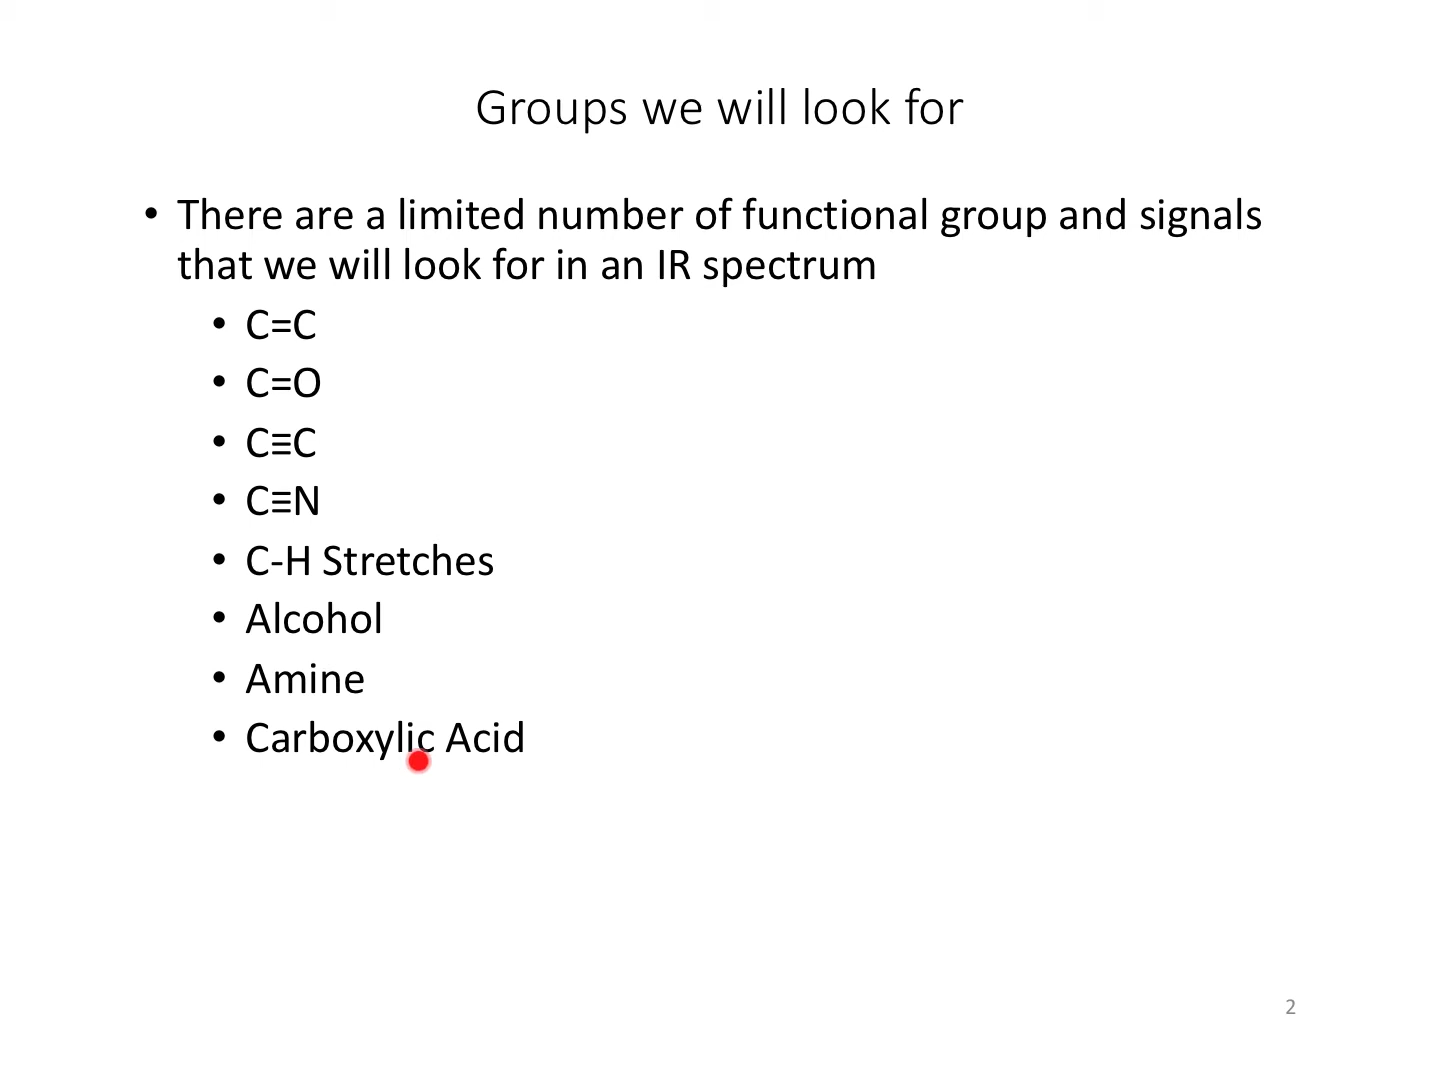 Groups we will look for
• There are a limited number of functional group and signals
that we will look for in an IR spectrum
• C=C
• C=O
• C≡C
• C≡N
• C-H Stretches
• Alcohol
• Amine
• Carboxylic Acid
2